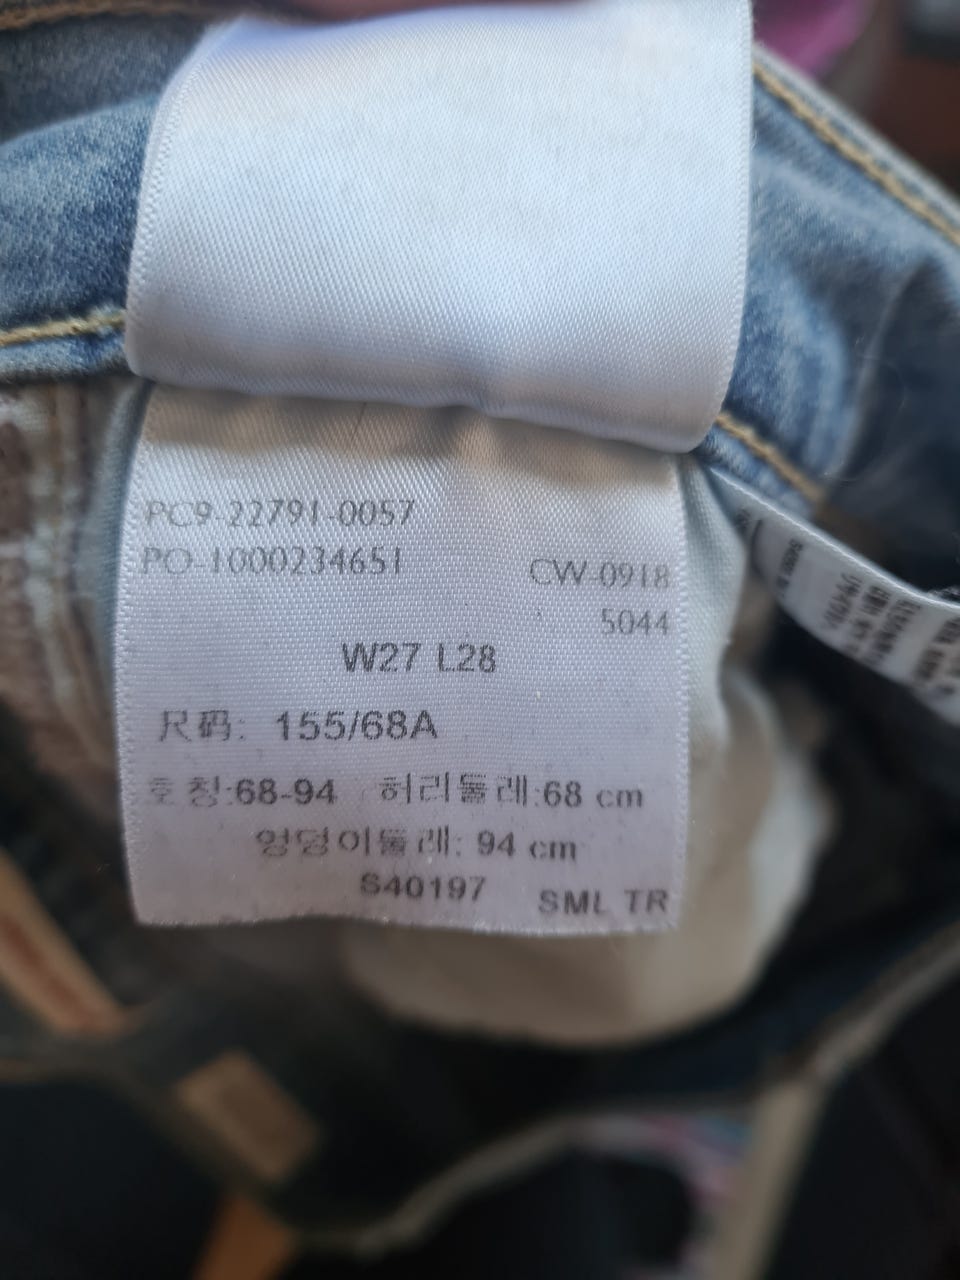 PC9-22791-0057
PO-1000234651
CW-0918
5044
W27 L28
尺码: 155/68A
호칭:68-94 허리둘레:68 cm
엉덩이둘레: 94 cm
S40197 SML TR